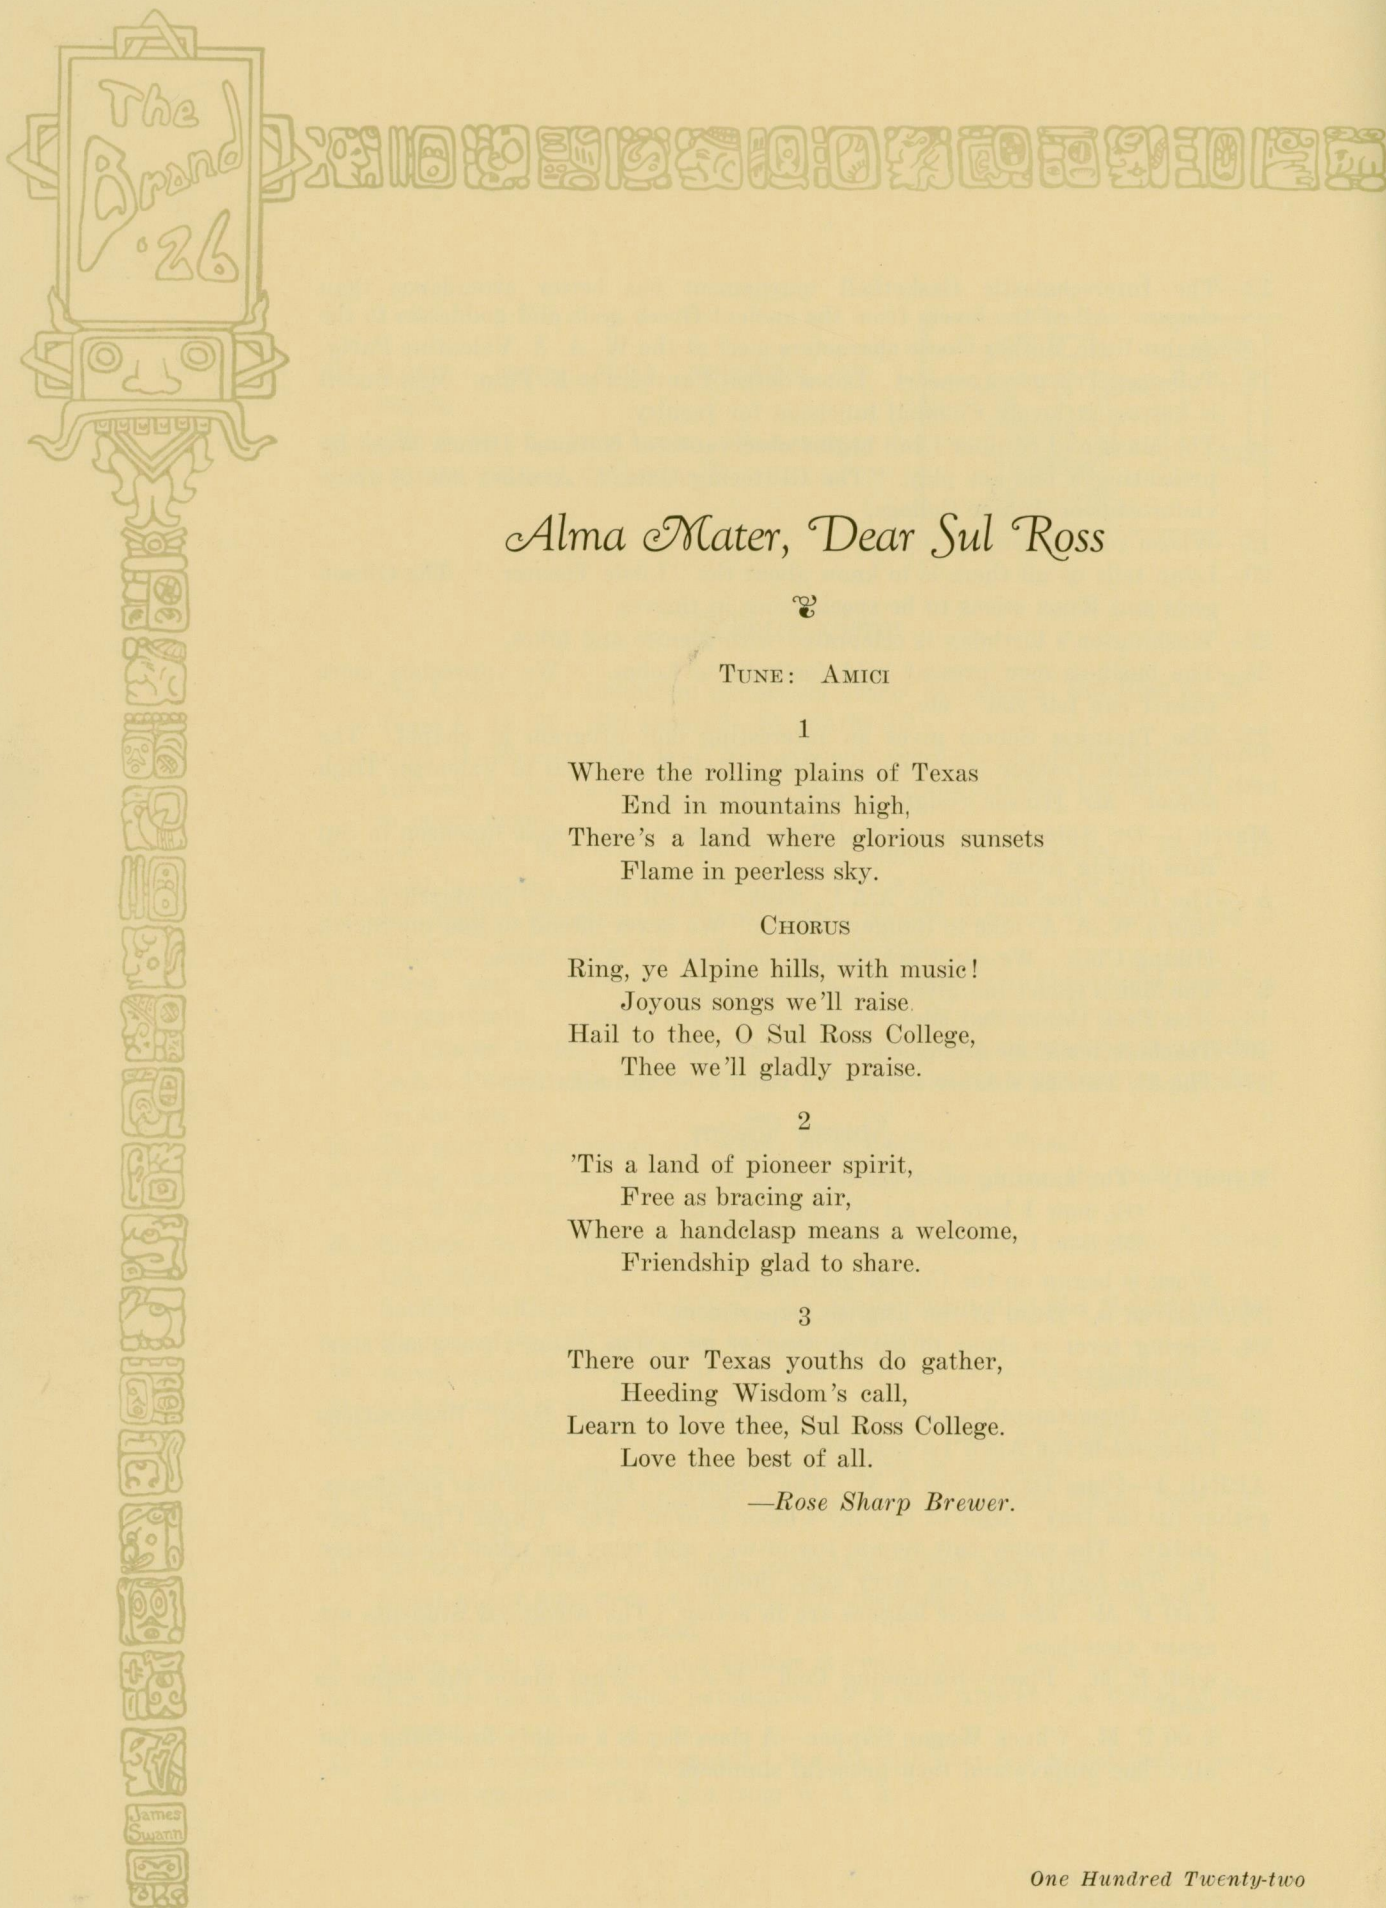 The
Brand
'26
Alma Mater, Dear Sul Ross
Tune: Amici
1
Where the rolling plains of Texas
End in mountains high,
There's a land where glorious sunsets
Flame in peerless sky.
Chorus
Ring, ye Alpine hills, with music!
Joyous songs we'll raise.
Hail to thee, O Sul Ross College,
Thee we'll gladly praise.
2
'Tis a land of pioneer spirit,
Free as bracing air,
Where a handclasp means a welcome,
Friendship glad to share.
3
There our Texas youths do gather,
Heeding Wisdom's call,
Learn to love thee, Sul Ross College.
Love thee best of all.
—Rose Sharp Brewer.
James
Swann
One Hundred Twenty-two